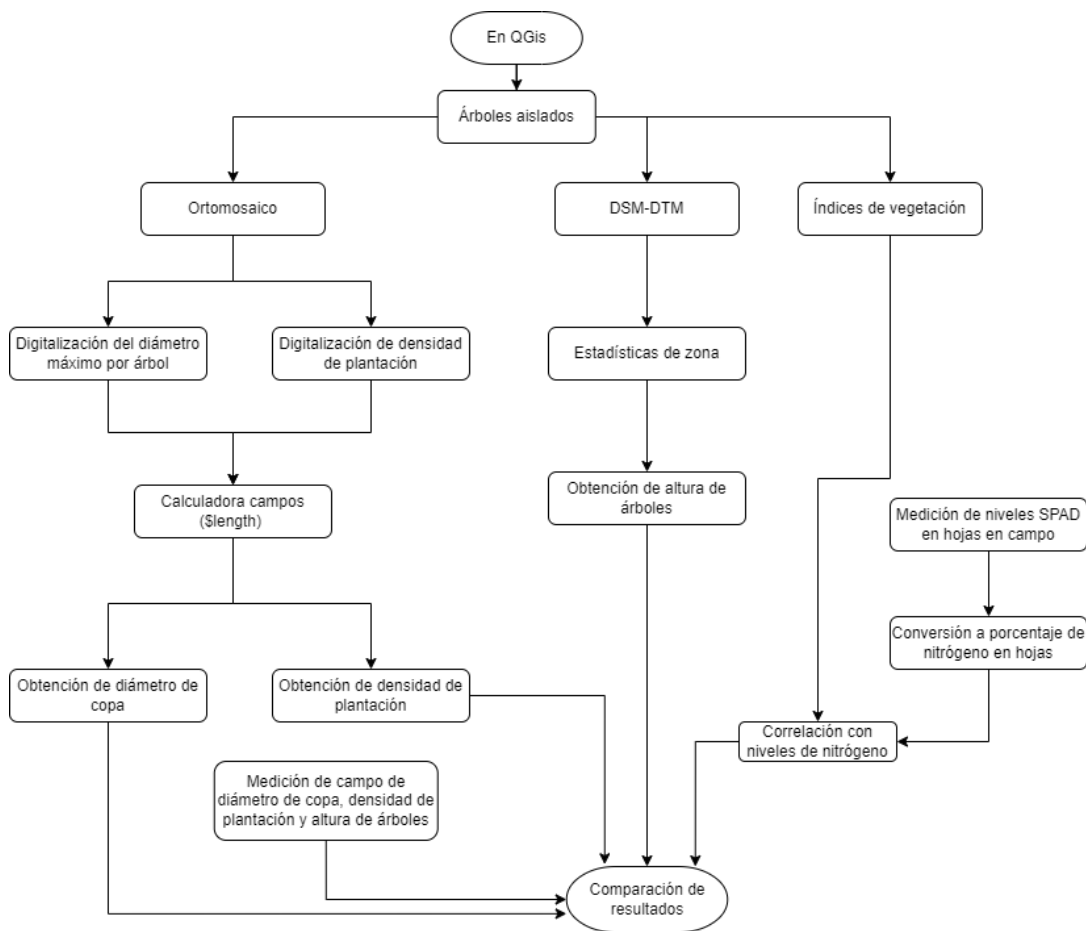 En QGis
Árboles aislados
Ortomosaico
DSM-DTM
Índices de vegetación
Digitalización del diámetro
máximo por árbol
Digitalización de densidad
de plantación
Estadísticas de zona
Calculadora campos
($length)
Obtención de altura de
árboles
Medición de niveles SPAD
en hojas en campo
Conversión a porcentaje de
nitrógeno en hojas
Obtención de diámetro de
copa
Obtención de densidad de
plantación
Correlación con
niveles de nitrógeno
Medición de campo de
diámetro de copa, densidad de
plantación y altura de árboles
Comparación de
resultados